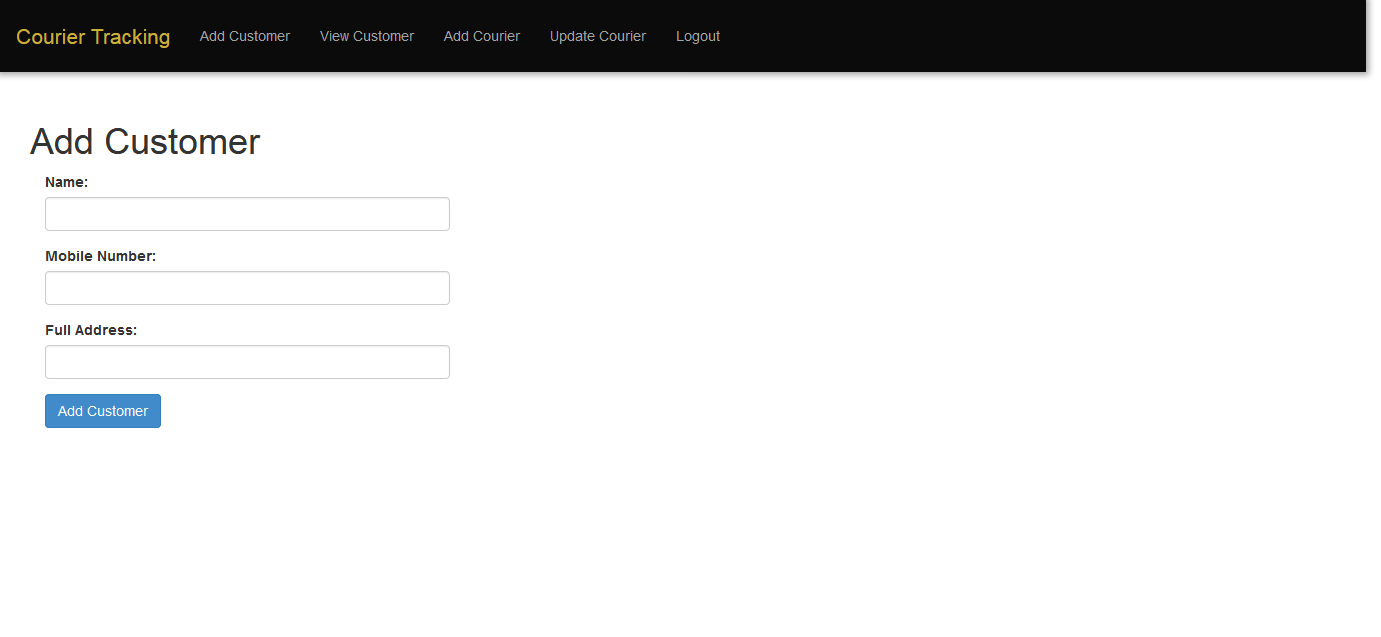 Courier Tracking Add Customer View Customer Add Courier Update Courier Logout
Add Customer
Name:
Mobile Number:
Full Address:
Add Customer